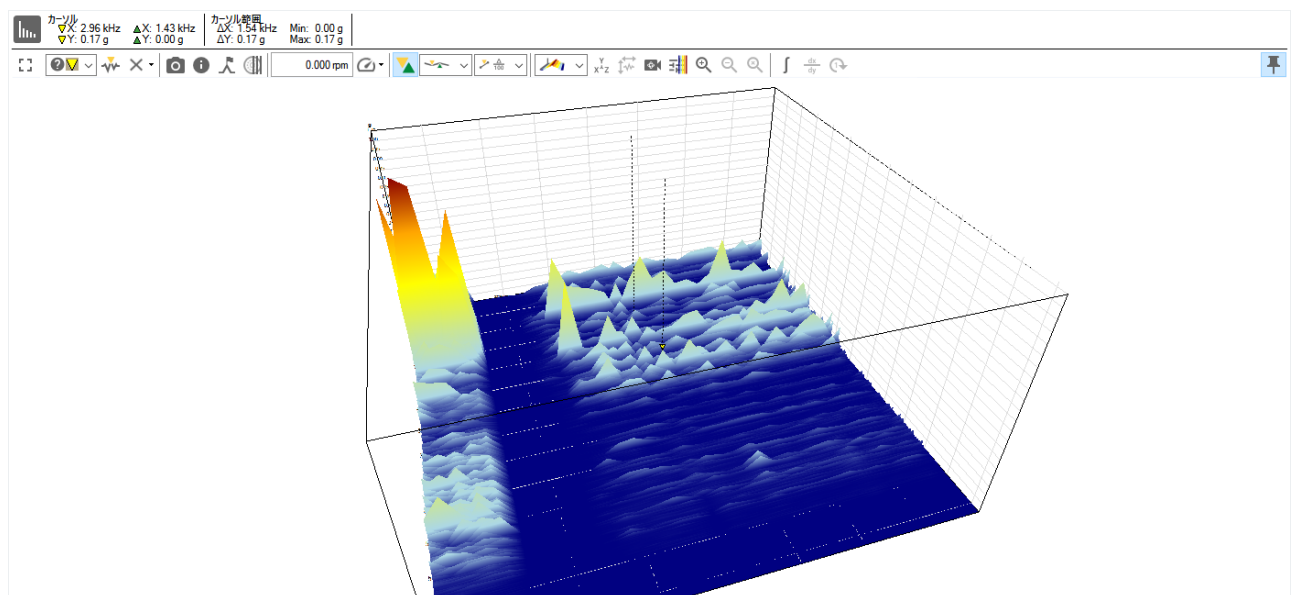 カーソル
X: 2.96 kHz X: 1.43 kHz
Y: 0.17 g Y: 0.00 g
カーソル範囲
ΔX: 1.54 kHz Min: 0.00 g
ΔY: 0.17 g Max: 0.17 g
0.000 rpm